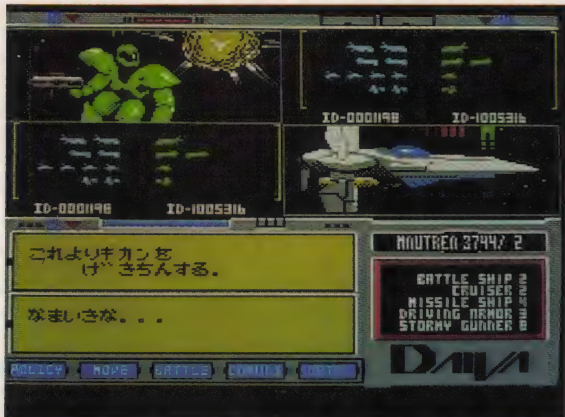 ID-0001198 ID-1005316
ID-0001198 ID-1005316
これよりキカンを
げきちんする。
なまいきな...
NAUTREA 3744/ 2
BATTLE SHIP 2
CRUISER 2
MISSILE SHIP 4
DRIVING ARMOR 3
STORMY GUNNER 8
POLICY MOVE BATTLE
DAIVA